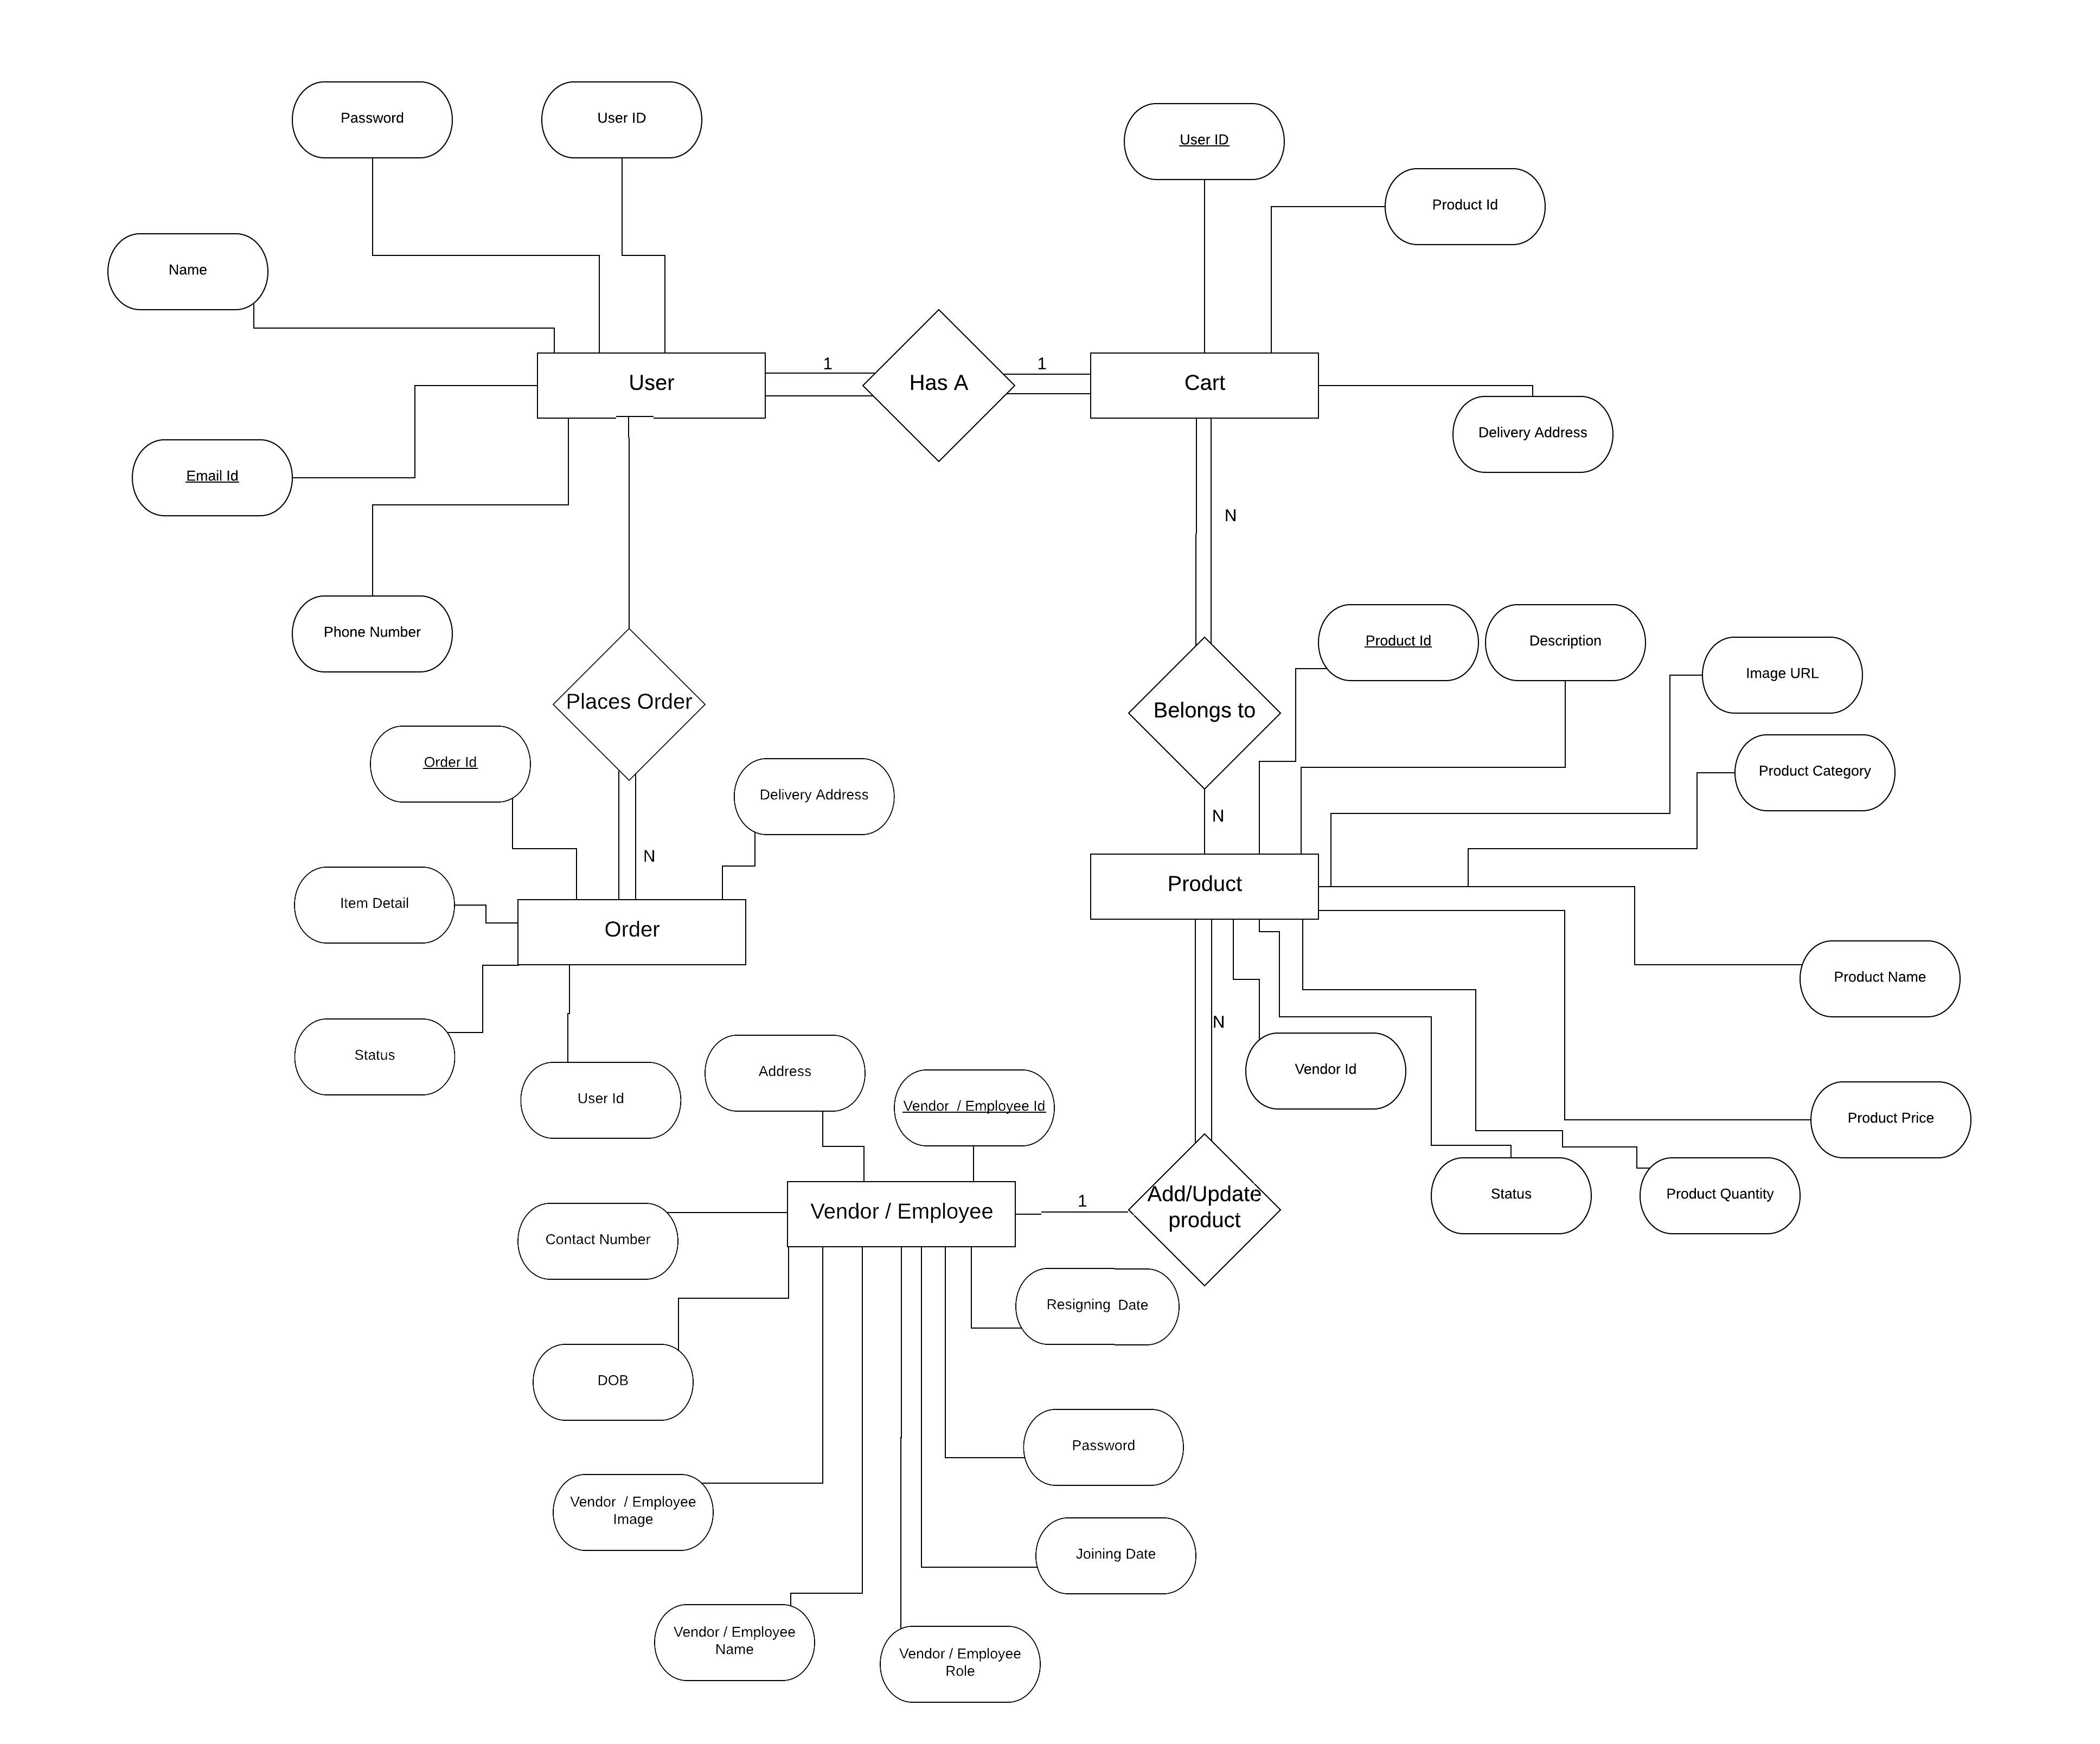 Password
User ID
User ID
Product Id
Name
1
1
User
Has A
Cart
Delivery Address
Email Id
N
Phone Number
Product Id
Description
Image URL
Places Order
Belongs to
Order Id
Product Category
Delivery Address
N
N
Product
Item Detail
Order
Product Name
N
Status
Address
Vendor Id
User Id
Vendor / Employee Id
Product Price
Add/Update
product
1
Status
Product Quantity
Vendor / Employee
Contact Number
Resigning Date
DOB
Password
Vendor / Employee
Image
Joining Date
Vendor / Employee
Name
Vendor / Employee
Role